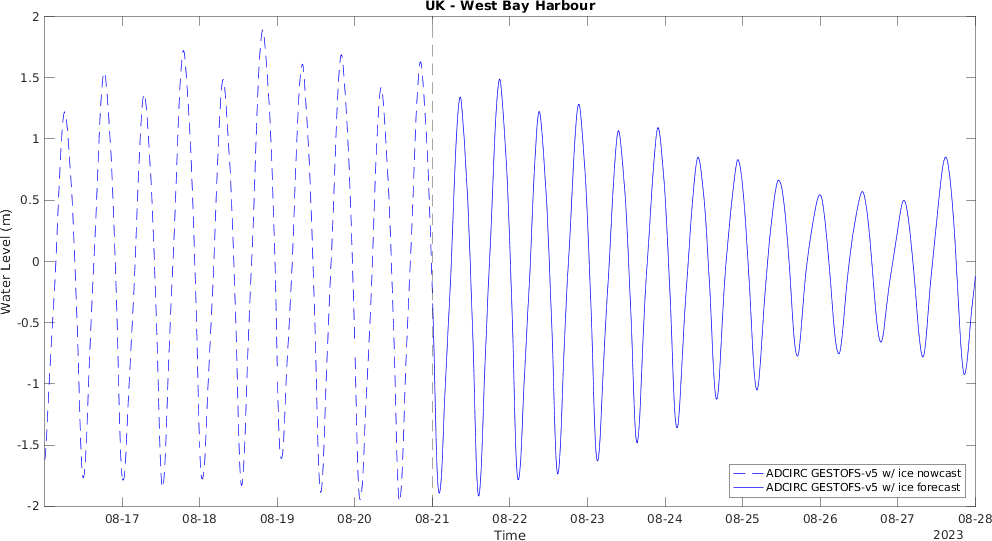 UK - West Bay Harbour
2
1.5
1
0.5
0
-0.5
-1
-1.5
-2
Water Level (m)
ADCIRC GESTOFS-v5 w/ ice nowcast
ADCIRC GESTOFS-v5 w/ ice forecast
08-17 08-18 08-19 08-20 08-21 08-22 08-23 08-24 08-25 08-26 08-27 08-28
Time
2023